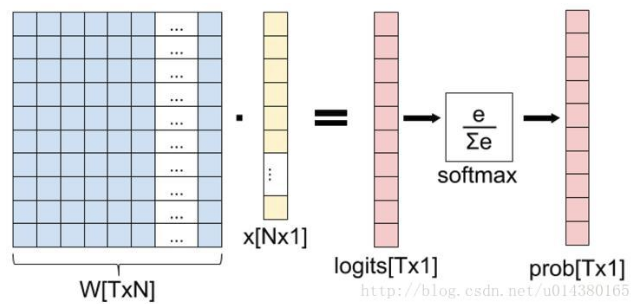 ...
...
...
...
...
...
...
...
...
...
. 
⋮
=
e
Σe
softmax
x[Nx1]
logits[Tx1]
prob[Tx1]
W[TxN]
http://blog.csdn.net/u014380165